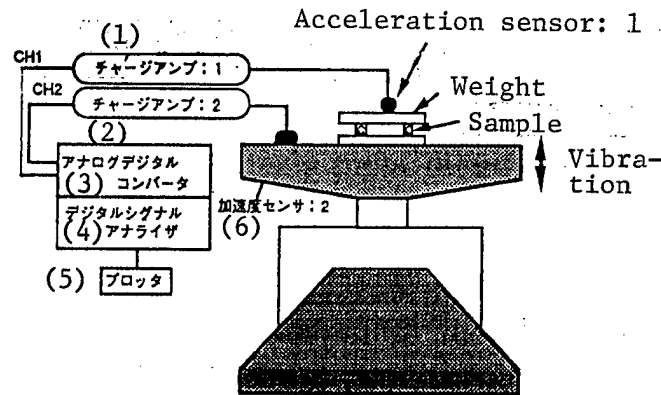 Acceleration sensor: 1
(1)
CH1
チャージアンプ：1
CH2
チャージアンプ：2
(2)
Weight
Sample
アナログデジタル
(3) コンバータ
Vibra-
tion
デジタルシグナル
(4) アナライザ
加速度センサ：2
(6)
(5) プロッタ